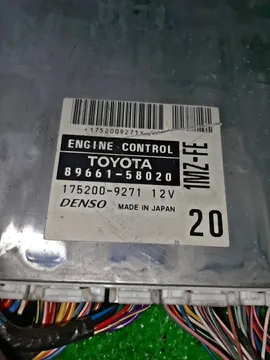 1752009271
ENGINE CONTROL
TOYOTA
89661-58020
175200-9271 12V
DENSO MADE IN JAPAN
1MZ-FE
20